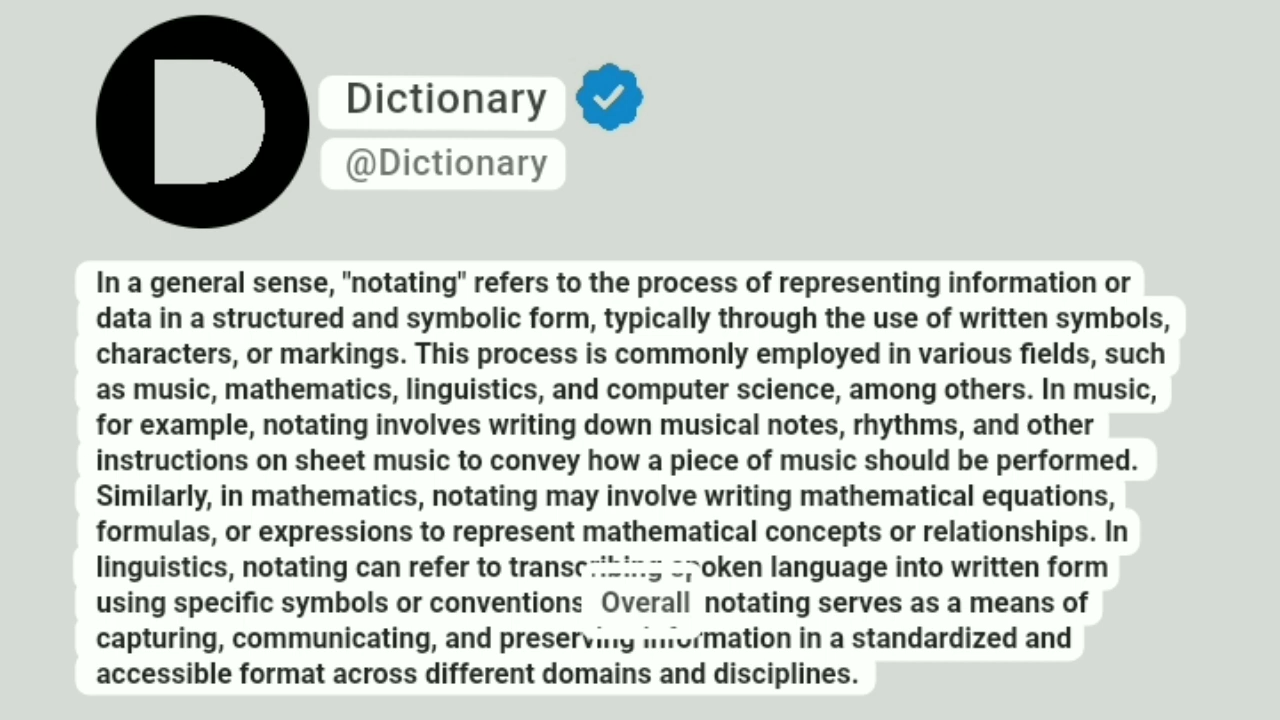 D
Dictionary
@Dictionary
In a general sense, "notating" refers to the process of representing information or
data in a structured and symbolic form, typically through the use of written symbols,
characters, or markings. This process is commonly employed in various fields, such
as music, mathematics, linguistics, and computer science, among others. In music,
for example, notating involves writing down musical notes, rhythms, and other
instructions on sheet music to convey how a piece of music should be performed.
Similarly, in mathematics, notating may involve writing mathematical equations,
formulas, or expressions to represent mathematical concepts or relationships. In
linguistics, notating can refer to transcribing spoken language into written form
using specific symbols or conventions Overall notating serves as a means of
capturing, communicating, and preserving information in a standardized and
accessible format across different domains and disciplines.